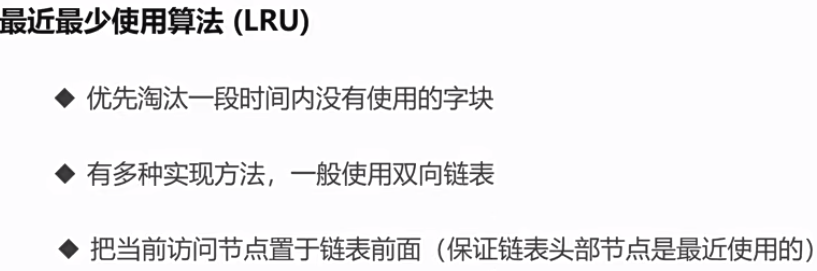 最近最少使用算法 (LRU)
◆ 优先淘汰一段时间内没有使用的字块
◆ 有多种实现方法，一般使用双向链表
◆ 把当前访问节点置于链表前面（保证链表头部节点是最近使用的）